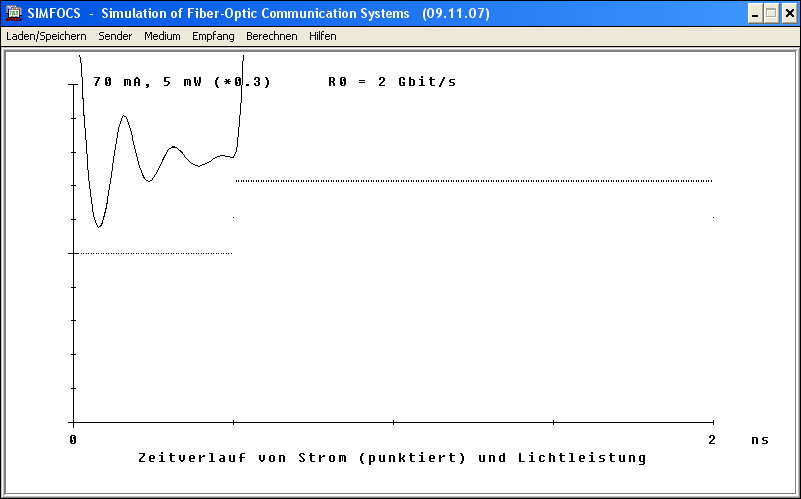 SIMFOCS - Simulation of Fiber-Optic Communication Systems (09.11.07)
Laden/Speichern Sender Medium Empfang Berechnen Hilfen
70 mA, 5 mW (*0.3) R0 = 2 Gbit/s
0 2 ns
Zeitverlauf von Strom (punktiert) und Lichtleistung